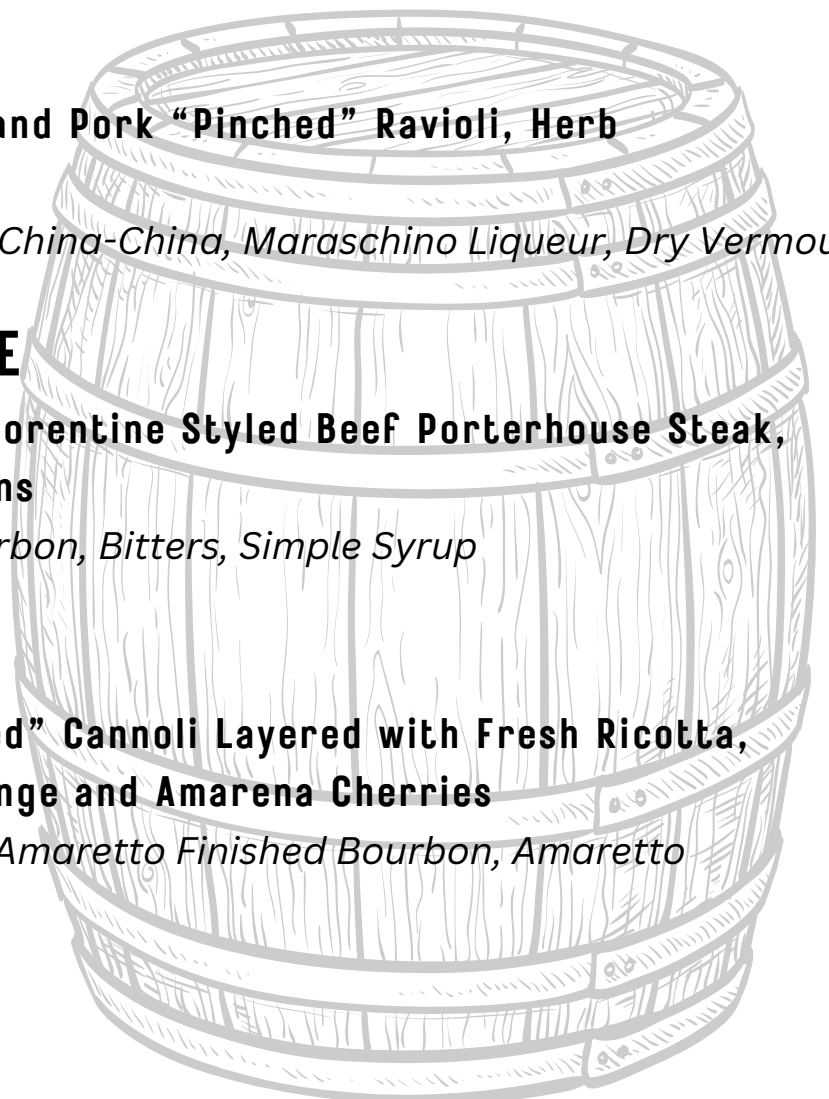 and Pork “Pinched” Ravioli, Herb
China-China, Maraschino Liqueur, Dry Vermou
E
orentine Styled Beef Porterhouse Steak,
ns
rbon, Bitters, Simple Syrup
ed” Cannoli Layered with Fresh Ricotta,
nge and Amarena Cherries
Amaretto Finished Bourbon, Amaretto